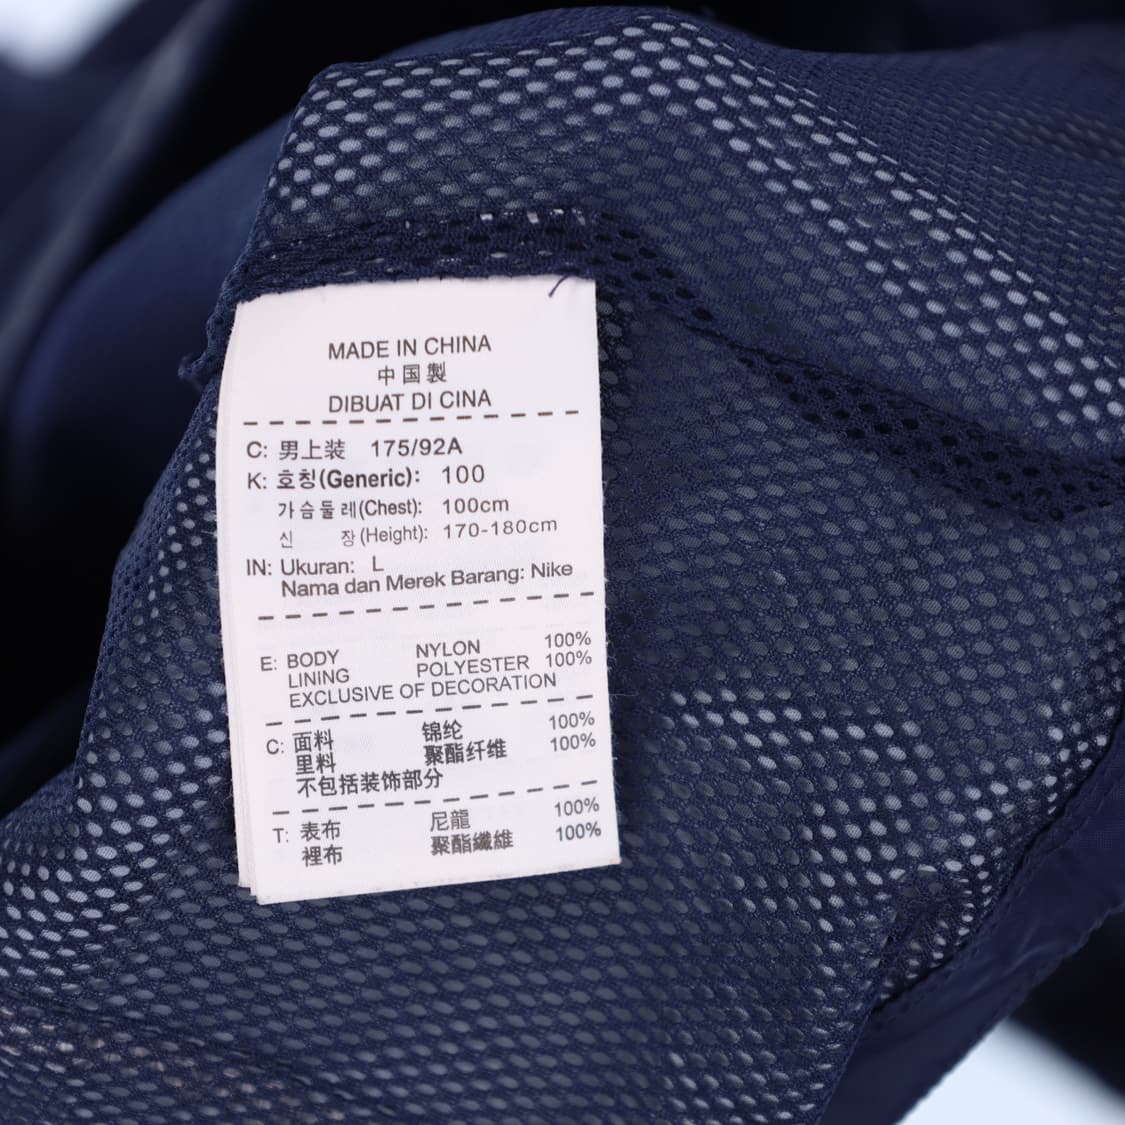 MADE IN CHINA
中国製
DIBUAT DI CINA
C: 男上装 175/92A
K: 호칭(Generic): 100
가슴둘레(Chest): 100cm
신 장(Height): 170-180cm
IN: Ukuran: L
Nama dan Merek Barang: Nike
E: BODY NYLON 100%
LINING POLYESTER 100%
EXCLUSIVE OF DECORATION
C: 面料 锦纶 100%
里料 聚酯纤维 100%
不包括装饰部分
T: 表布 尼龍 100%
裡布 聚酯纖維 100%